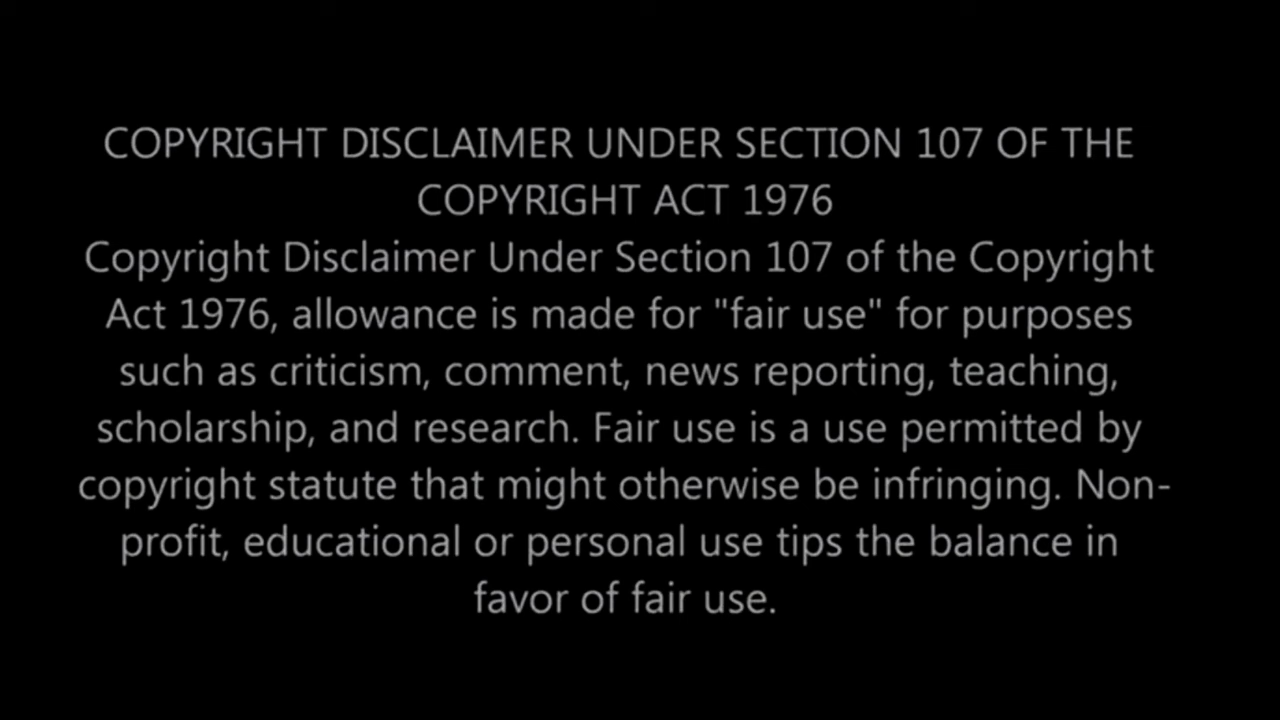 COPYRIGHT DISCLAIMER UNDER SECTION 107 OF THE
COPYRIGHT ACT 1976
Copyright Disclaimer Under Section 107 of the Copyright
Act 1976, allowance is made for "fair use" for purposes
such as criticism, comment, news reporting, teaching,
scholarship, and research. Fair use is a use permitted by
copyright statute that might otherwise be infringing. Non-
profit, educational or personal use tips the balance in
favor of fair use.